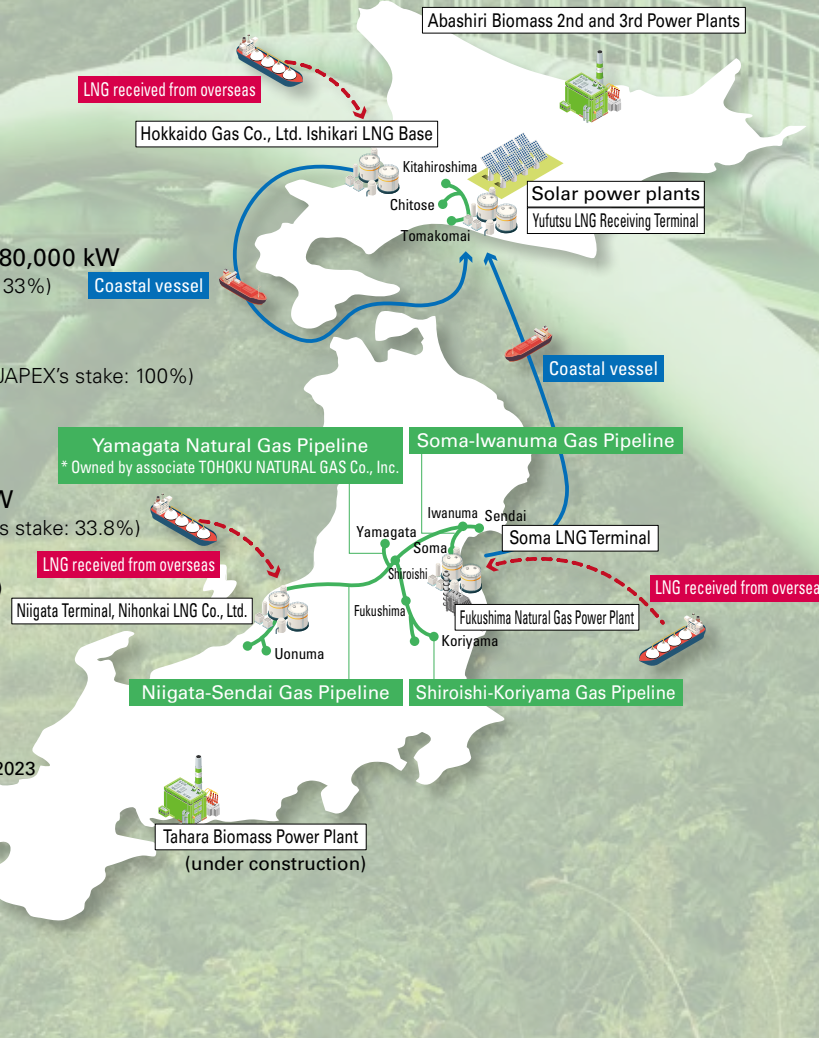 Abashiri Biomass 2nd and 3rd Power Plants
LNG received from overseas
Hokkaido Gas Co., Ltd. Ishikari LNG Base
Kitahiroshima
Chitose
Tomakomai
Solar power plants
Yufutsu LNG Receiving Terminal
80,000 kW
33%)
Coastal vessel
JAPEX's stake: 100%)
Coastal vessel
Yamagata Natural Gas Pipeline
* Owned by associate TOHOKU NATURAL GAS Co., Inc.
Soma-Iwanuma Gas Pipeline
W
s stake: 33.8%)
Iwanuma
Sendai
Yamagata
Soma
Soma LNG Terminal
Shiroishi
LNG received from overseas
)
LNG received from oversea
Niigata Terminal, Nihonkai LNG Co., Ltd.
Fukushima
Fukushima Natural Gas Power Plant
Uonuma
Koriyama
Niigata-Sendai Gas Pipeline
Shiroishi-Koriyama Gas Pipeline
2023
Tahara Biomass Power Plant
(under construction)